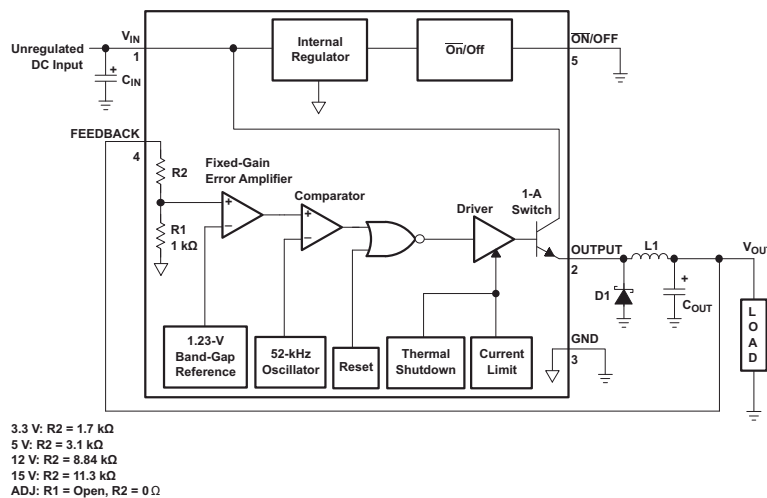 V_IN
1
Unregulated
DC Input
+
C_IN
Internal
Regulator
O̅n̅/Off
O̅N̅/OFF
5
FEEDBACK
4
R2
R1
1 kΩ
Fixed-Gain
Error Amplifier
+
−
Comparator
+
−
Driver
1-A
Switch
OUTPUT
2
L1
V_OUT
D1
+
C_OUT
L
O
A
D
1.23-V
Band-Gap
Reference
52-kHz
Oscillator
Reset
Thermal
Shutdown
Current
Limit
GND
3
3.3 V: R2 = 1.7 kΩ
5 V: R2 = 3.1 kΩ
12 V: R2 = 8.84 kΩ
15 V: R2 = 11.3 kΩ
ADJ: R1 = Open, R2 = 0 Ω